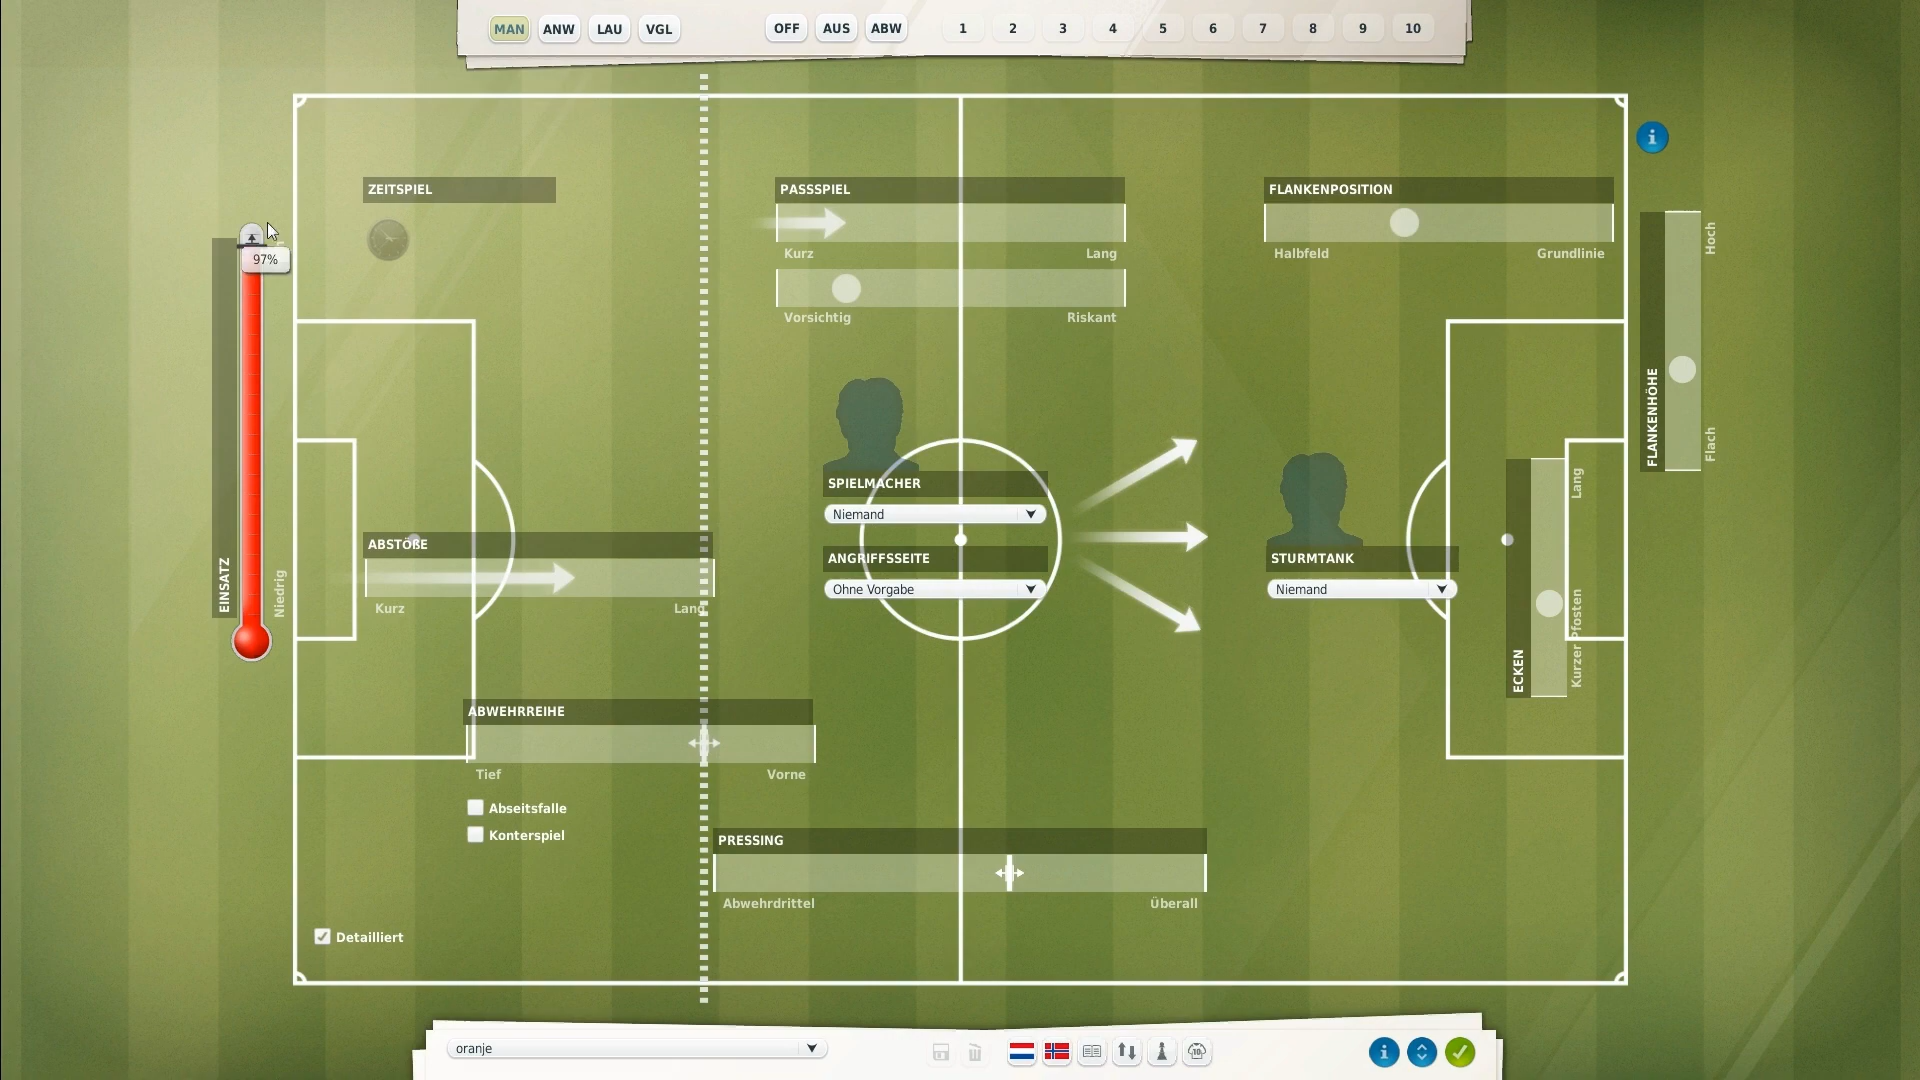 MAN ANW LAU VGL OFF AUS ABW 1 2 3 4 5 6 7 8 9 10
ZEITSPIEL
PASSSPIEL
Kurz Lang
Vorsichtig Riskant
FLANKENPOSITION
Halbfeld Grundlinie
FLANKENHÖHE
Hoch
Flach
97%
EINSATZ
Niedrig
SPIELMACHER
Niemand
ANGRIFFSSEITE
Ohne Vorgabe
STURMTANK
Niemand
ABSTÖßE
Kurz Lang
ECKEN
Lang
Kurzer Pfosten
ABWEHRREIHE
Tief Vorne
Abseitsfalle
Konterspiel
PRESSING
Abwehrdrittel Überall
Detailliert
oranje
10